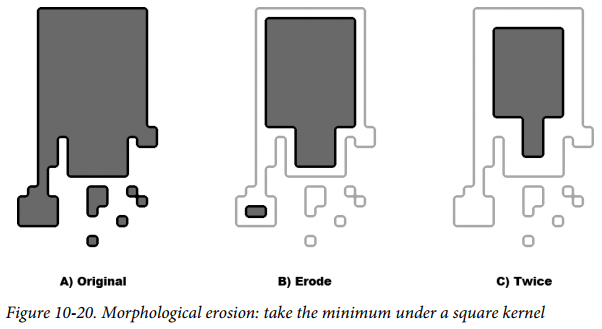 A) Original B) Erode C) Twice
Figure 10-20. Morphological erosion: take the minimum under a square kernel